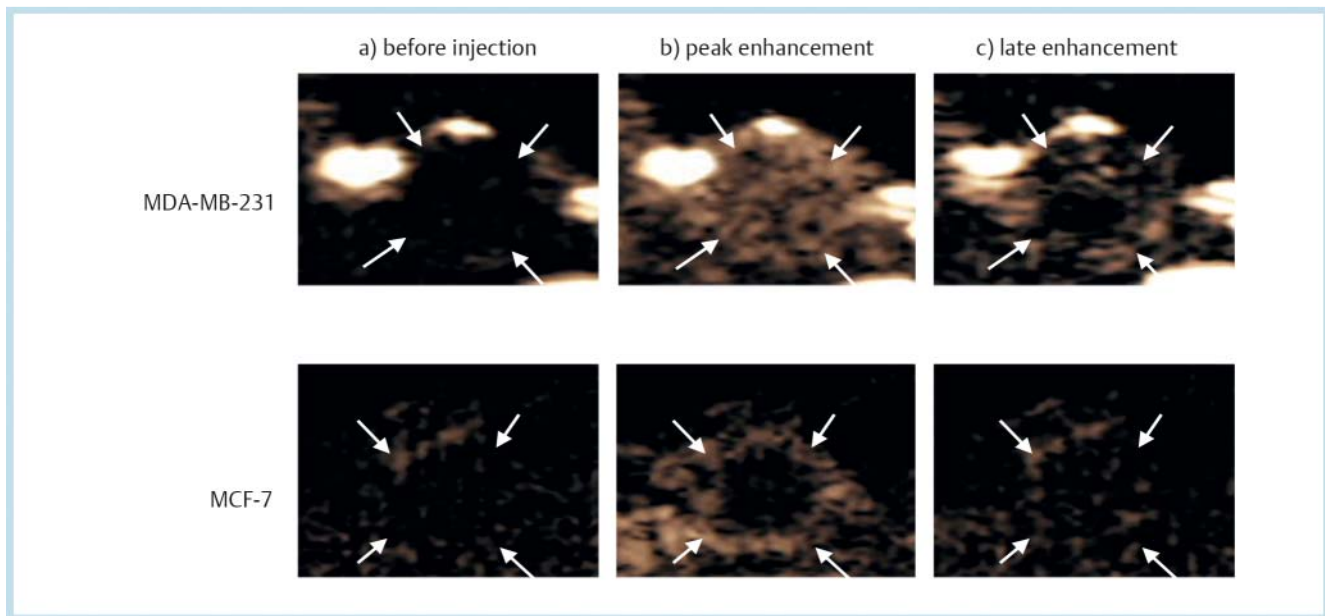 a) before injection
b) peak enhancement
c) late enhancement
MDA-MB-231
MCF-7